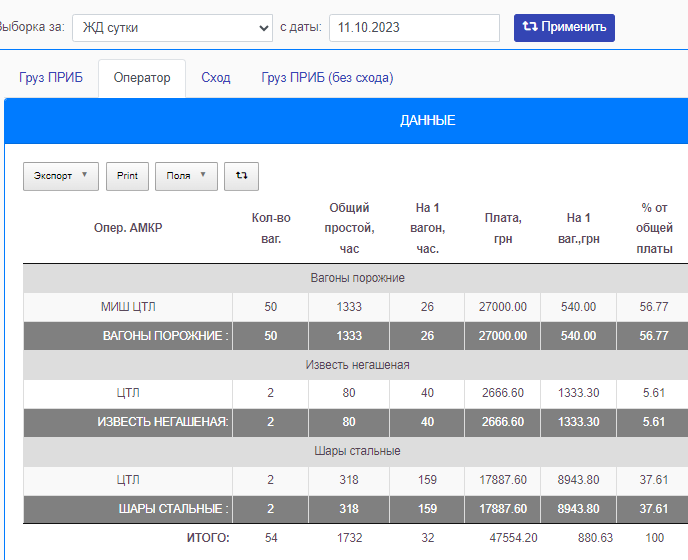 Выборка за: ЖД сутки с даты: 11.10.2023 Применить
Груз ПРИБ Оператор Сход Груз ПРИБ (без схода)
ДАННЫЕ
Экспорт Print Поля
Опер. АМКР Кол-во ваг. Общий простой, час На 1 вагон, час. Плата, грн На 1 ваг.,грн % от общей платы
Вагоны порожние
МИШ ЦТЛ 50 1333 26 27000.00 540.00 56.77
ВАГОНЫ ПОРОЖНИЕ : 50 1333 26 27000.00 540.00 56.77
Известь негашеная
ЦТЛ 2 80 40 2666.60 1333.30 5.61
ИЗВЕСТЬ НЕГАШЕНАЯ: 2 80 40 2666.60 1333.30 5.61
Шары стальные
ЦТЛ 2 318 159 17887.60 8943.80 37.61
ШАРЫ СТАЛЬНЫЕ : 2 318 159 17887.60 8943.80 37.61
ИТОГО: 54 1732 32 47554.20 880.63 100